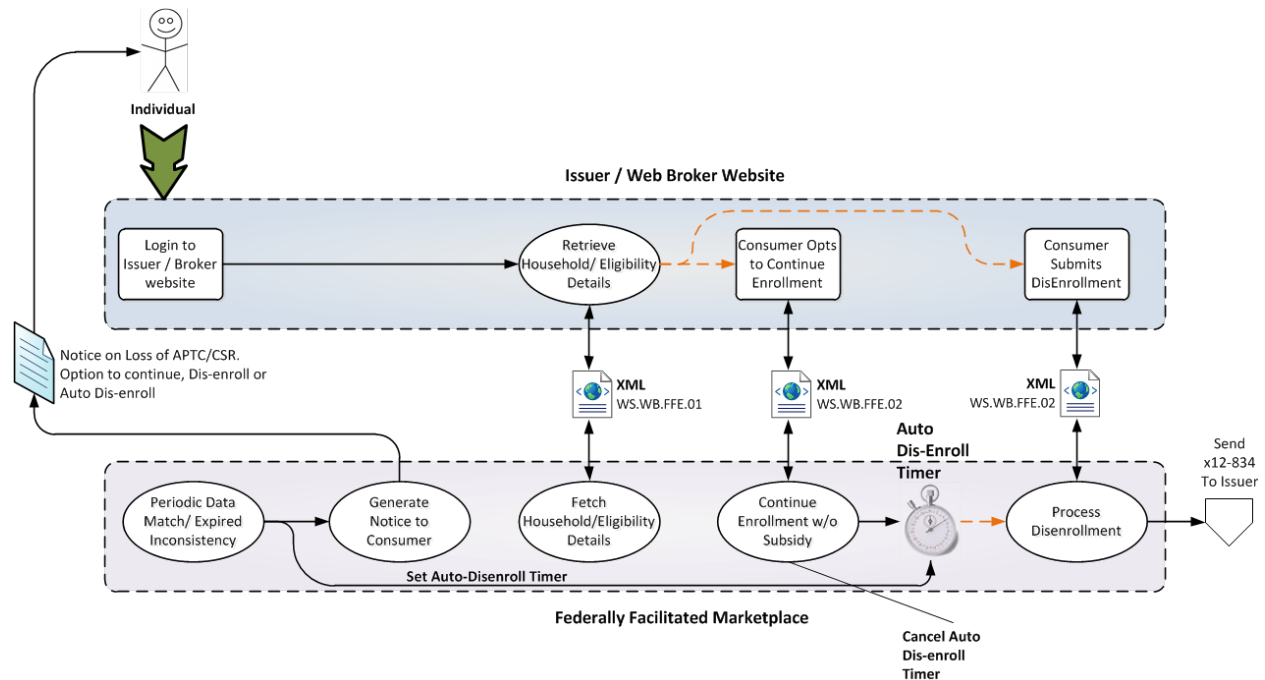 Individual
Issuer / Web Broker Website
Login to
Issuer / Broker
website
Retrieve
Household/ Eligibility
Details
Consumer Opts
to Continue
Enrollment
Consumer
Submits
DisEnrollment
Notice on Loss of APTC/CSR.
Option to continue, Dis-enroll or
Auto Dis-enroll
XML
WS.WB.FFE.01
XML
WS.WB.FFE.02
XML
WS.WB.FFE.02
Auto
Dis-Enroll
Timer
Send
x12-834
To Issuer
Periodic Data
Match/ Expired
Inconsistency
Generate
Notice to
Consumer
Fetch
Household/Eligibility
Details
Continue
Enrollment w/o
Subsidy
Process
Disenrollment
Set Auto-Disenroll Timer
Federally Facilitated Marketplace
Cancel Auto
Dis-enroll
Timer